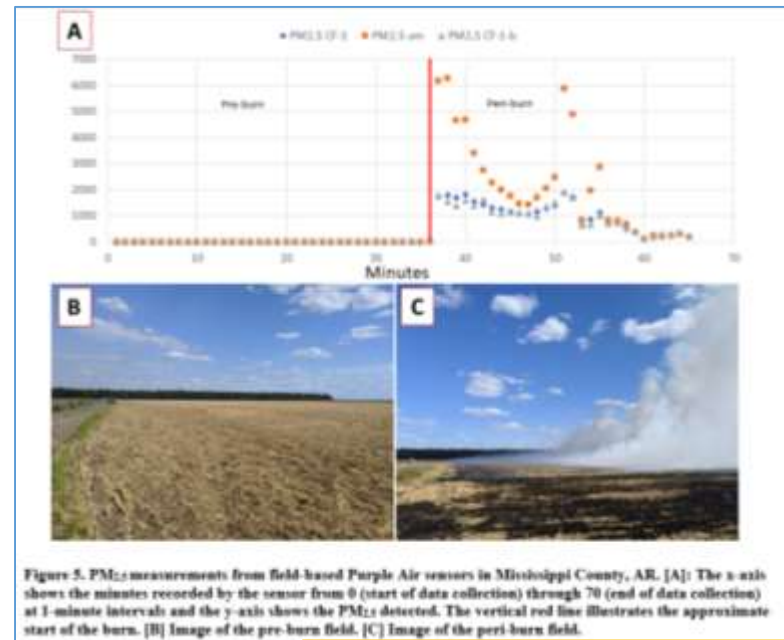 A
PM2.5 CF-1 PM2.5 atm PM2.5 CF-1-b
7000
6000
5000
4000
3000
2000
1000
0
Pre-burn
Peri-burn
0 10 20 30 40 50 60 70
Minutes
B
C
Figure 5. PM2.5 measurements from field-based Purple Air sensors in Mississippi County, AR. [A]: The x-axis
shows the minutes recorded by the sensor from 0 (start of data collection) through 70 (end of data collection)
at 1-minute intervals and the y-axis shows the PM2.5 detected. The vertical red line illustrates the approximate
start of the burn. [B] Image of the pre-burn field. [C] Image of the peri-burn field.